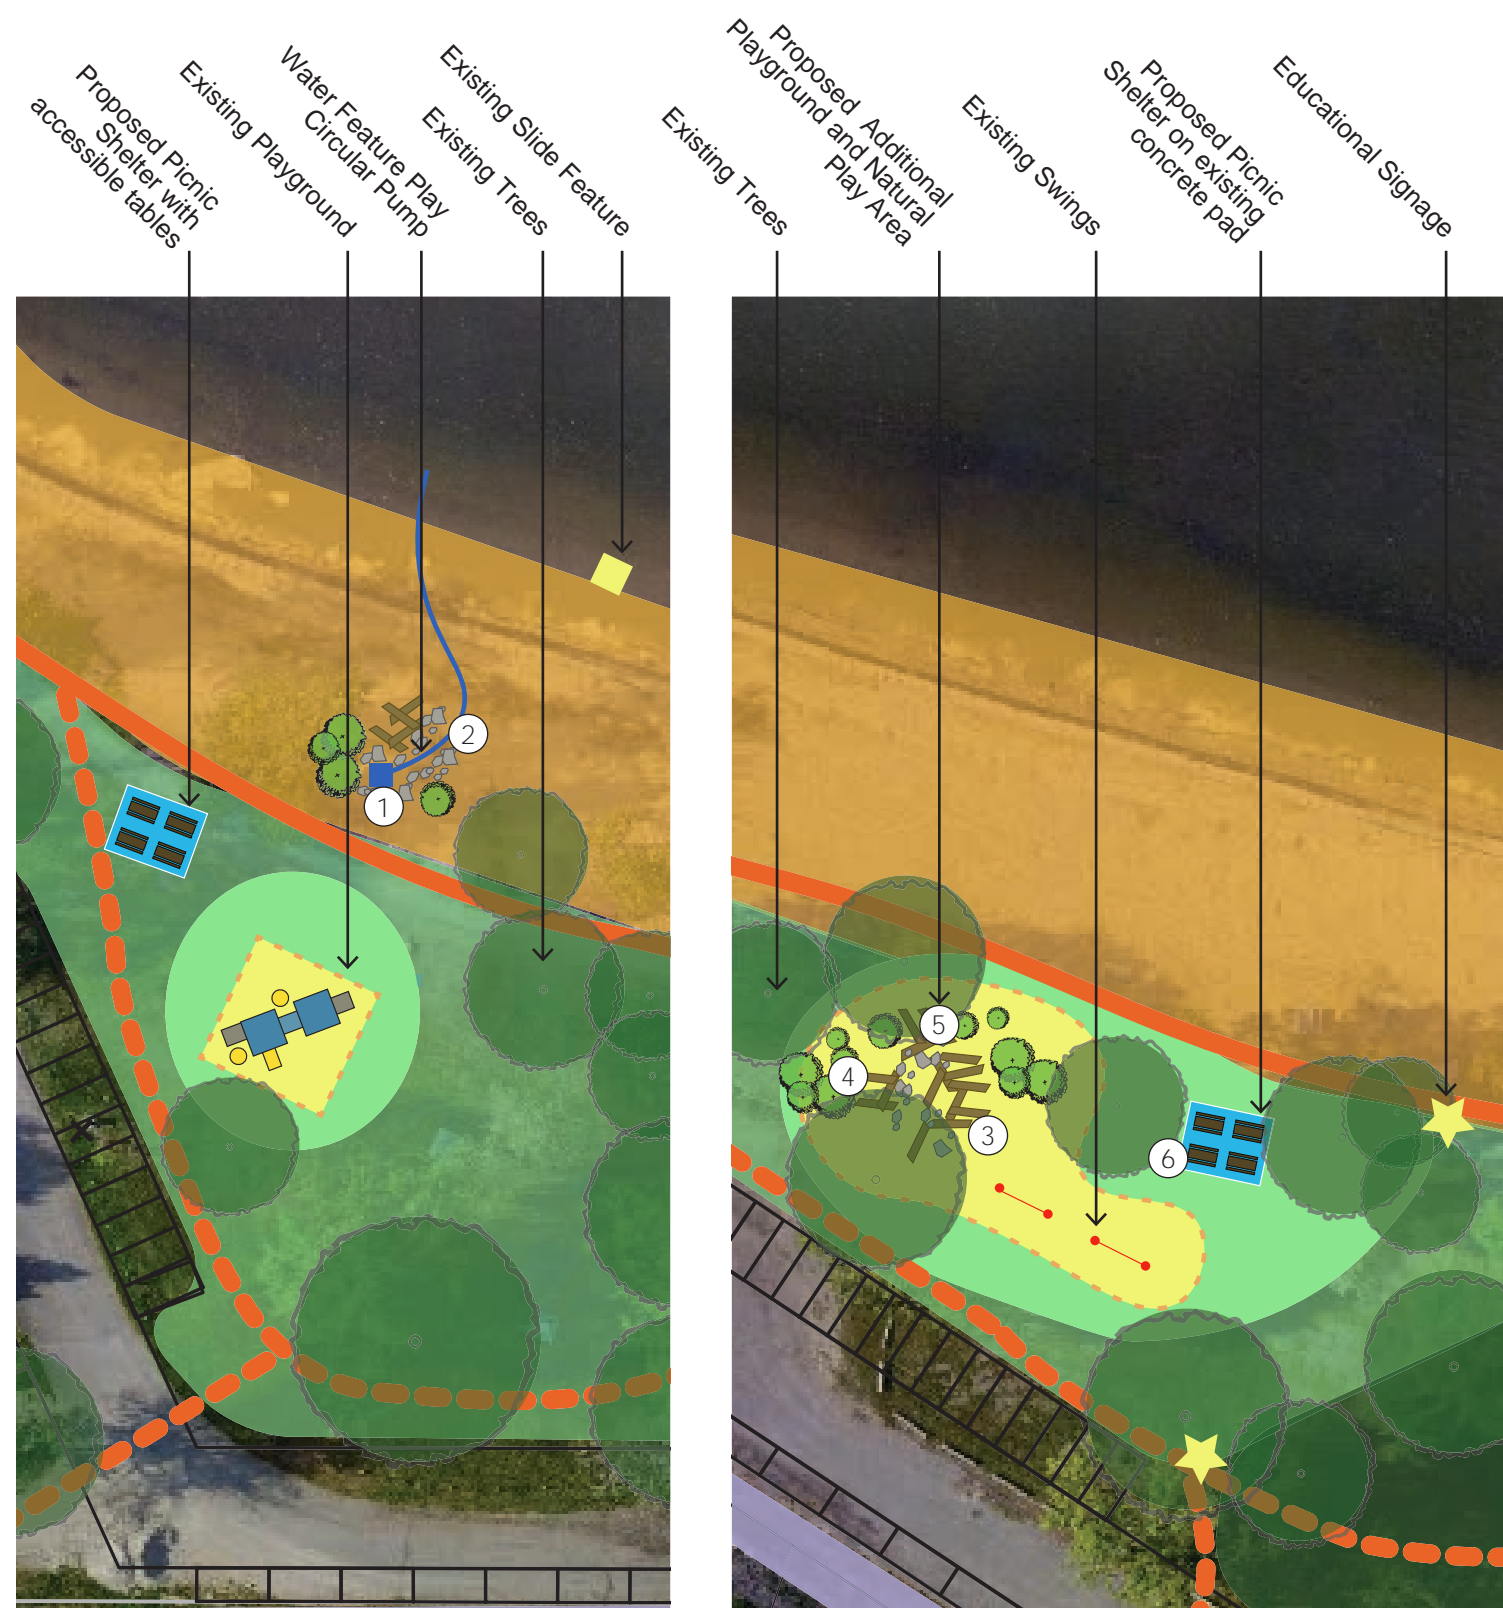 Proposed Picnic
Shelter with
accessible tables
Existing Playground
Water Feature Play
Circular Pump
Existing Trees
Existing Slide Feature
Existing Trees
Proposed Additional
Playground and Natural
Play Area
Existing Swings
Proposed Picnic
Shelter on existing
concrete pad
Educational Signage
2
1
5
4
3
6